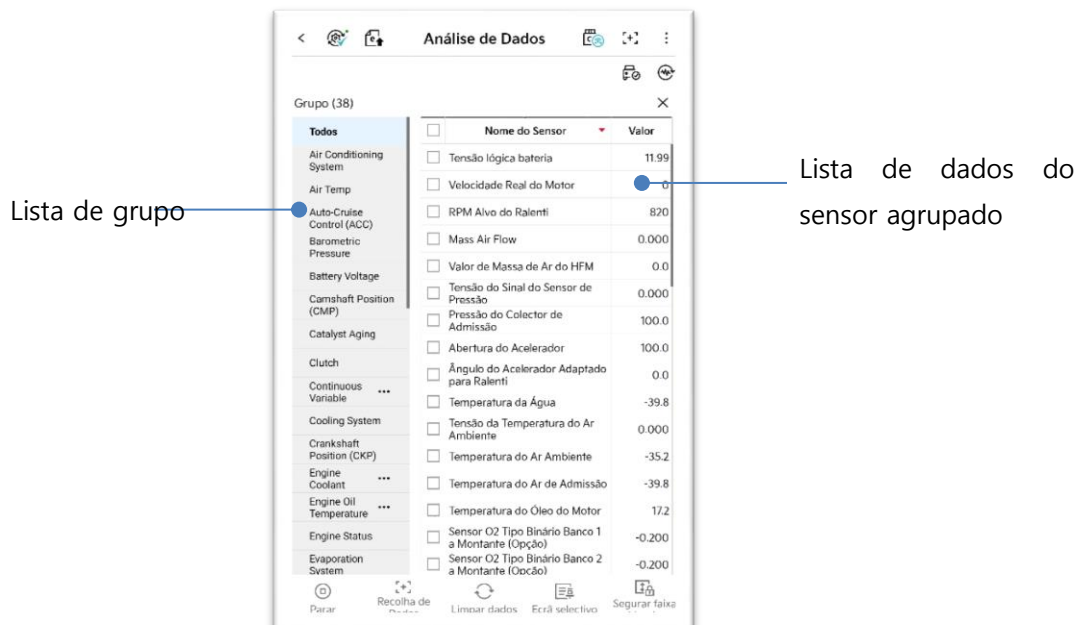 Análise de Dados
Grupo (38)
Todos
Air Conditioning
System
Air Temp
Auto-Cruise
Control (ACC)
Barometric
Pressure
Battery Voltage
Camshaft Position
(CMP)
Catalyst Aging
Clutch
Continuous
Variable
Cooling System
Crankshaft
Position (CKP)
Engine
Coolant
Engine Oil
Temperature
Engine Status
Evaporation
System
Nome do Sensor Valor
Tensão lógica bateria 11.99
Velocidade Real do Motor 0
RPM Alvo do Ralenti 820
Mass Air Flow 0.000
Valor de Massa de Ar do HFM 0.0
Tensão do Sinal do Sensor de
Pressão 0.000
Pressão do Colector de
Admissão 100.0
Abertura do Acelerador 100.0
Ângulo do Acelerador Adaptado
para Ralenti 0.0
Temperatura da Água -39.8
Tensão da Temperatura do Ar
Ambiente 0.000
Temperatura do Ar Ambiente -35.2
Temperatura do Ar de Admissão -39.8
Temperatura do Óleo do Motor 17.2
Sensor O2 Tipo Binário Banco 1
a Montante (Opção) -0.200
Sensor O2 Tipo Binário Banco 2
a Montante (Opção) -0.200
Parar
Recolha de
Dados
Limpar dados
Ecrã selectivo
Segurar faixa
Lista de grupo
Lista de dados do
sensor agrupado